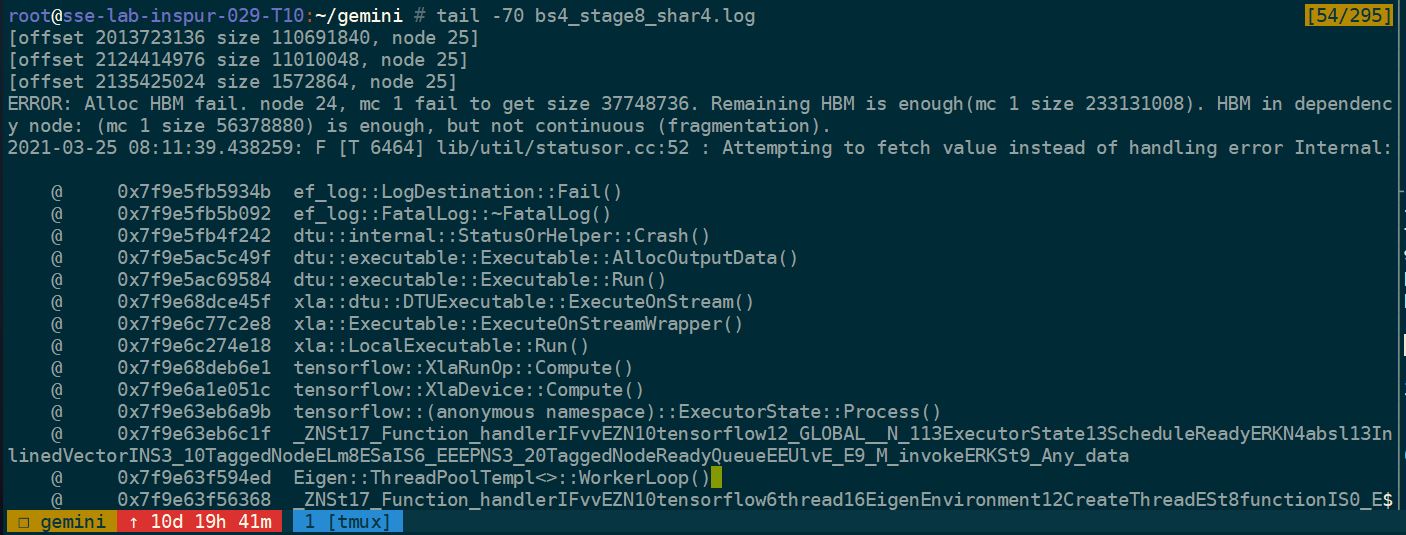 root@sse-lab-inspur-029-T10:~/gemini # tail -70 bs4_stage8_shar4.log [54/295]
[offset 2013723136 size 110691840, node 25]
[offset 2124414976 size 11010048, node 25]
[offset 2135425024 size 1572864, node 25]
ERROR: Alloc HBM fail. node 24, mc 1 fail to get size 37748736. Remaining HBM is enough(mc 1 size 233131008). HBM in dependenc
y node: (mc 1 size 56378880) is enough, but not continuous (fragmentation).
2021-03-25 08:11:39.438259: F [T 6464] lib/util/statusor.cc:52 : Attempting to fetch value instead of handling error Internal:
@ 0x7f9e5fb5934b ef_log::LogDestination::Fail()
@ 0x7f9e5fb5b092 ef_log::FatalLog::~FatalLog()
@ 0x7f9e5fb4f242 dtu::internal::StatusOrHelper::Crash()
@ 0x7f9e5ac5c49f dtu::executable::Executable::AllocOutputData()
@ 0x7f9e5ac69584 dtu::executable::Executable::Run()
@ 0x7f9e68dce45f xla::dtu::DTUExecutable::ExecuteOnStream()
@ 0x7f9e6c77c2e8 xla::Executable::ExecuteOnStreamWrapper()
@ 0x7f9e6c274e18 xla::LocalExecutable::Run()
@ 0x7f9e68deb6e1 tensorflow::XlaRunOp::Compute()
@ 0x7f9e6a1e051c tensorflow::XlaDevice::Compute()
@ 0x7f9e63eb6a9b tensorflow::(anonymous namespace)::ExecutorState::Process()
@ 0x7f9e63eb6c1f _ZNSt17_Function_handlerIFvvEZN10tensorflow12_GLOBAL__N_113ExecutorState13ScheduleReadyERKN4absl13In
linedVectorINS3_10TaggedNodeELm8ESaIS6_EEEPNS3_20TaggedNodeReadyQueueEEUlvE_E9_M_invokeERKSt9_Any_data
@ 0x7f9e63f594ed Eigen::ThreadPoolTempl<>::WorkerLoop()
@ 0x7f9e63f56368 _ZNSt17_Function_handlerIFvvEZN10tensorflow6thread16EigenEnvironment12CreateThreadESt8functionIS0_E$
❐ gemini ↑ 10d 19h 41m 1 [tmux]